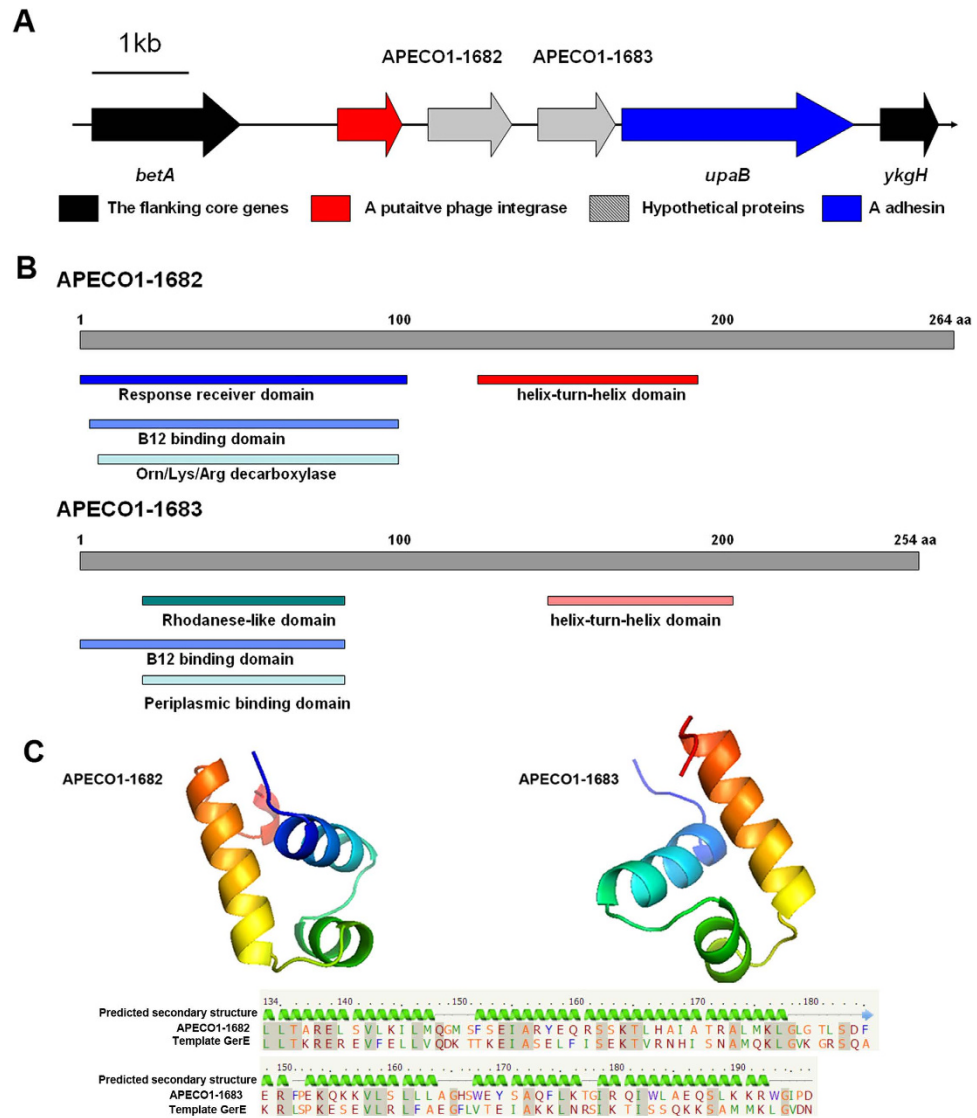 A
1kb
APECO1-1682 APECO1-1683
betA upaB ykgH
The flanking core genes A putaitve phage integrase Hypothetical proteins A adhesin
B
APECO1-1682
1 100 200 264 aa
Response receiver domain helix-turn-helix domain
B12 binding domain
Orn/Lys/Arg decarboxylase
APECO1-1683
1 100 200 254 aa
Rhodanese-like domain helix-turn-helix domain
B12 binding domain
Periplasmic binding domain
C
APECO1-1682 APECO1-1683
134 140 150 160 170 180
Predicted secondary structure
APECO1-1682 LLTARELSVLKILMQGMSFSEIARYEQRSSKTLHAIATRALMKLGLGTLSDF
Template GerE LLTKREREVFELLVQDKTTKEIASELFISEKTVRNHISNAMQKLGVKGRSQA
150 160 170 180 190
Predicted secondary structure
APECO1-1683 ERFPEKQKKVLSLLLAGHSWEYSAQFLKTGIRQIWLAEQSLKKRWGIPD
Template GerE KRLSPKESEVLRLFAEGFLVTEIAKKLNRSIKTISSQKKSAMMKLGVDN